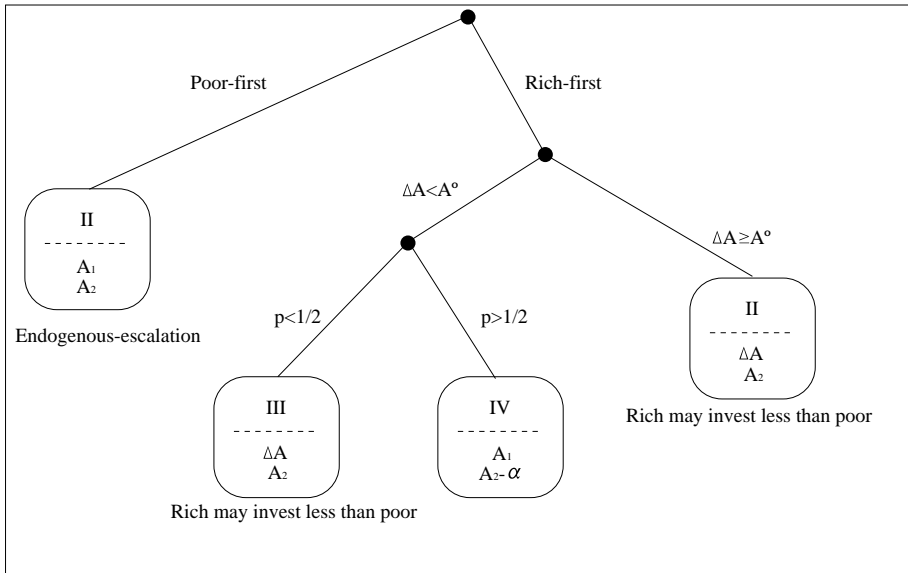 Poor-first
Rich-first
ΔA<Aº
ΔA≥Aº
II
A₁
A₂
Endogenous-escalation
p<1/2
p>1/2
II
ΔA
A₂
Rich may invest less than poor
III
ΔA
A₂
Rich may invest less than poor
IV
A₁
A₂-α